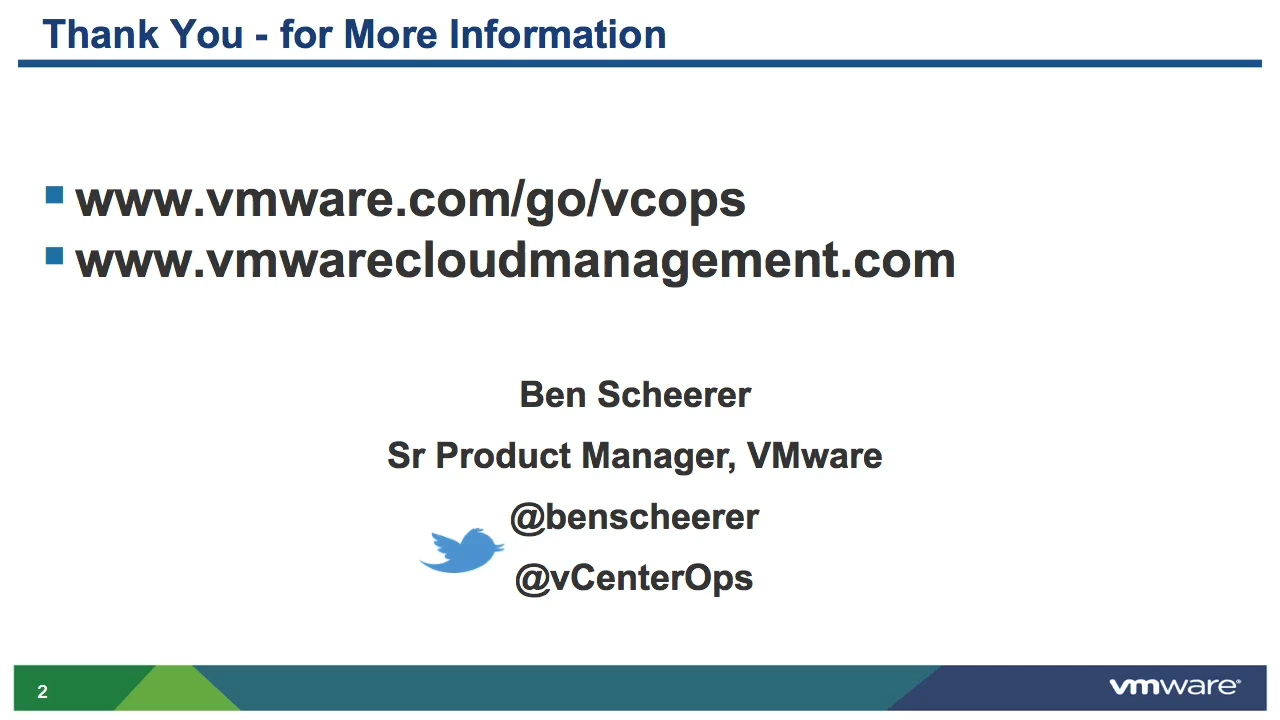 Thank You - for More Information
www.vmware.com/go/vcops
www.vmwarecloudmanagement.com
Ben Scheerer
Sr Product Manager, VMware
@benscheerer
@vCenterOps
2
vmware®